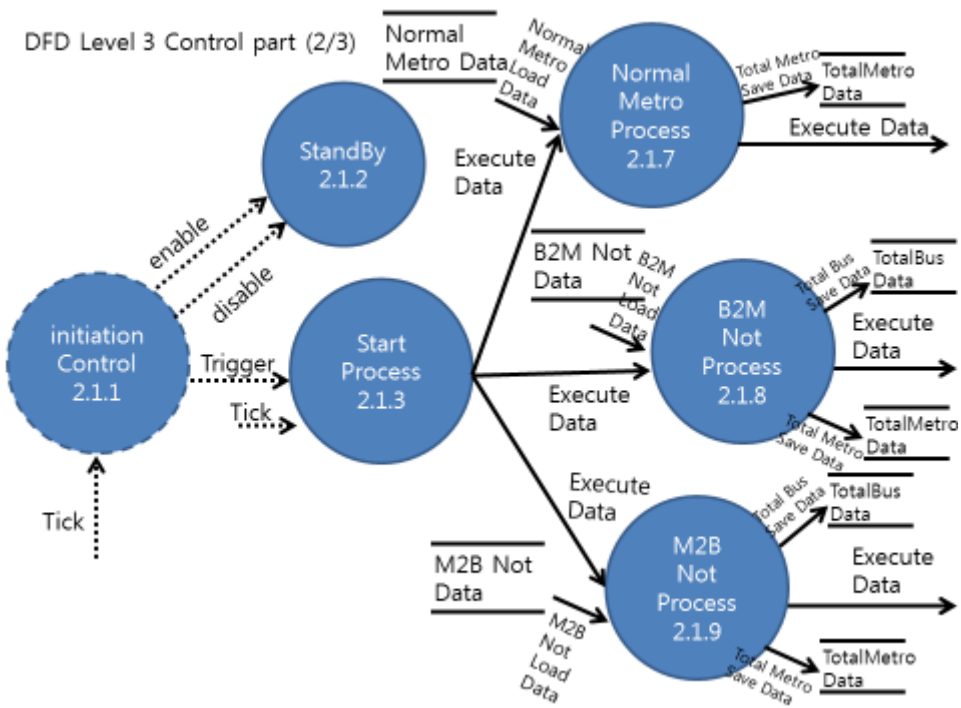 DFD Level 3 Control part (2/3)
Normal
Metro Data
Normal
Metro
Load
Data
Normal
Metro
Process
2.1.7
Total Metro
Save Data
TotalMetro
Data
Execute Data
StandBy
2.1.2
Execute
Data
enable
disable
B2M Not
Data
B2M
Not
Load
Data
B2M
Not
Process
2.1.8
Total Bus
Save Data
TotalBus
Data
Execute
Data
Total Metro
Save Data
TotalMetro
Data
initiation
Control
2.1.1
Trigger
Tick
Start
Process
2.1.3
Execute
Data
Tick
Execute
Data
M2B Not
Data
M2B
Not
Load
Data
M2B
Not
Process
2.1.9
Total Bus
Save Data
TotalBus
Data
Execute
Data
Total Metro
Save Data
TotalMetro
Data